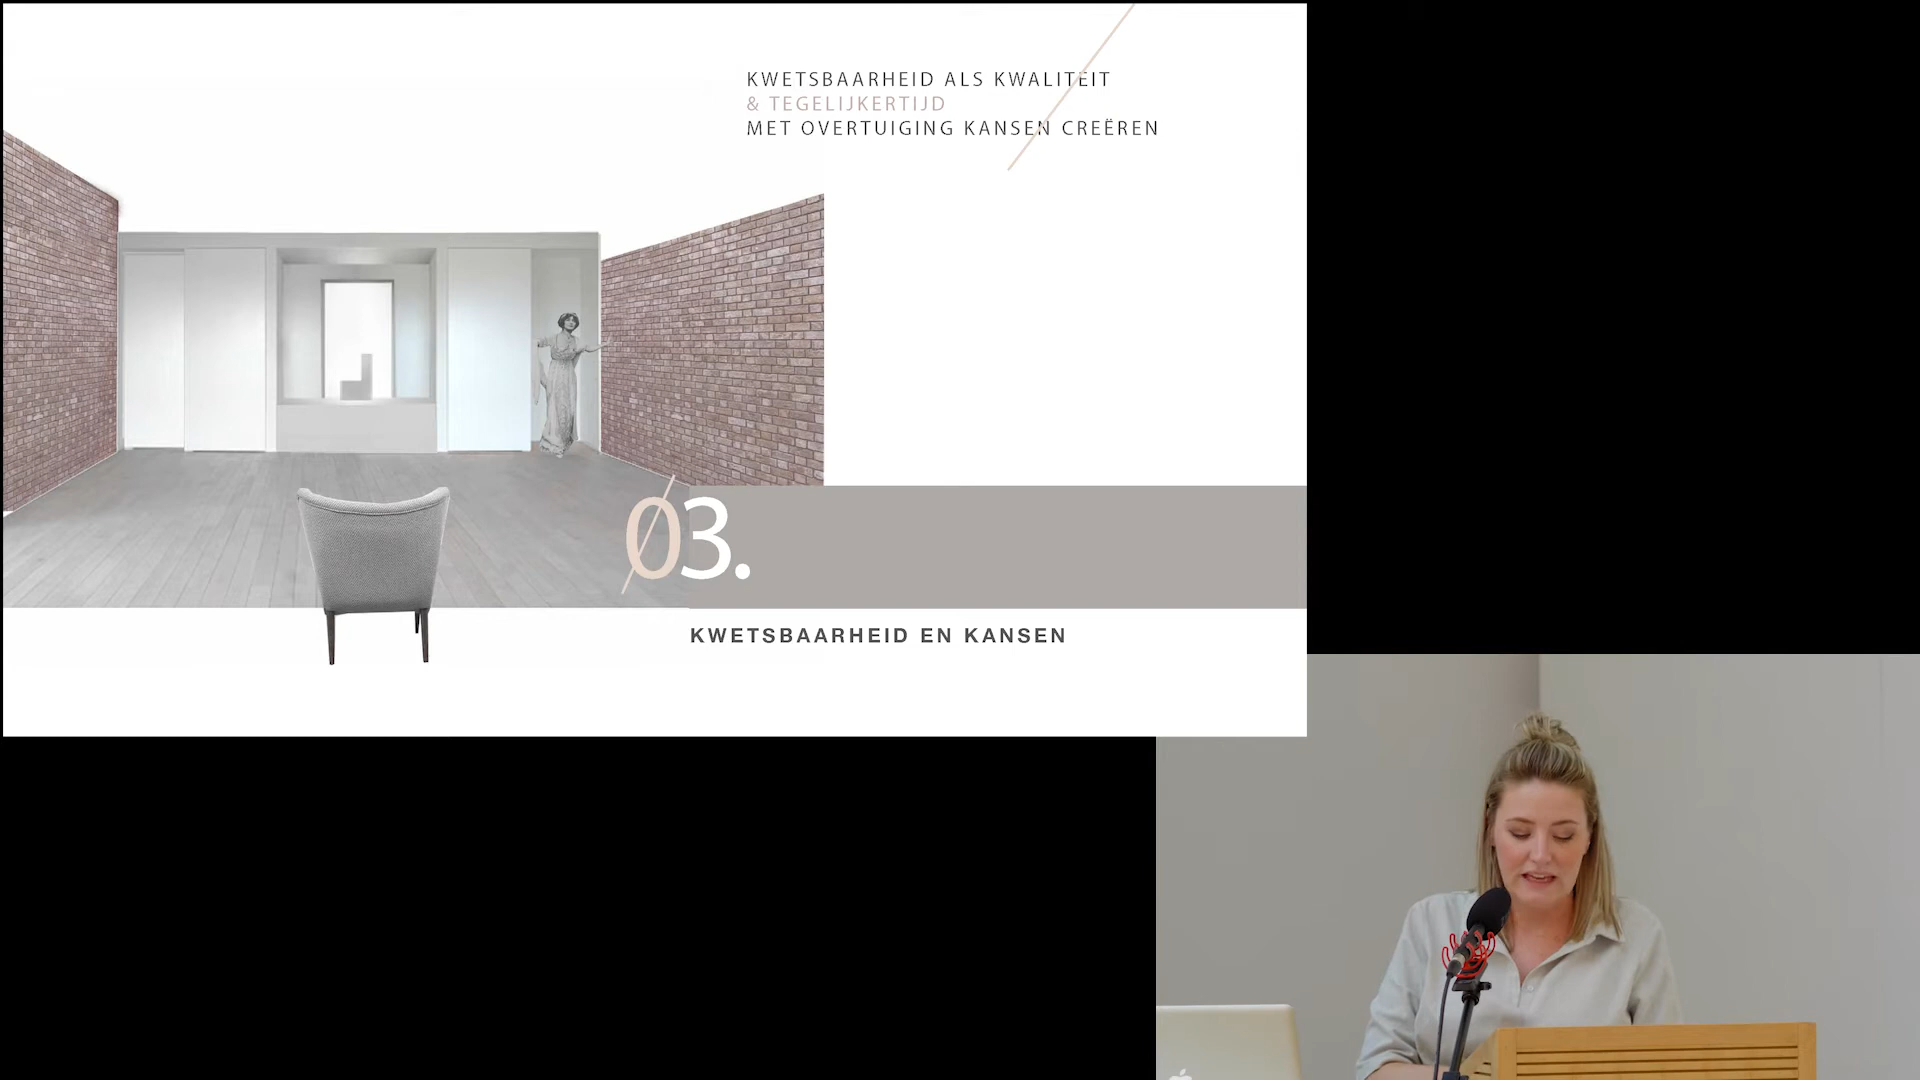 KWETSBAARHEID ALS KWALITEIT
& TEGELIJKERTIJD
MET OVERTUIGING KANSEN CREËREN
03.
KWETSBAARHEID EN KANSEN